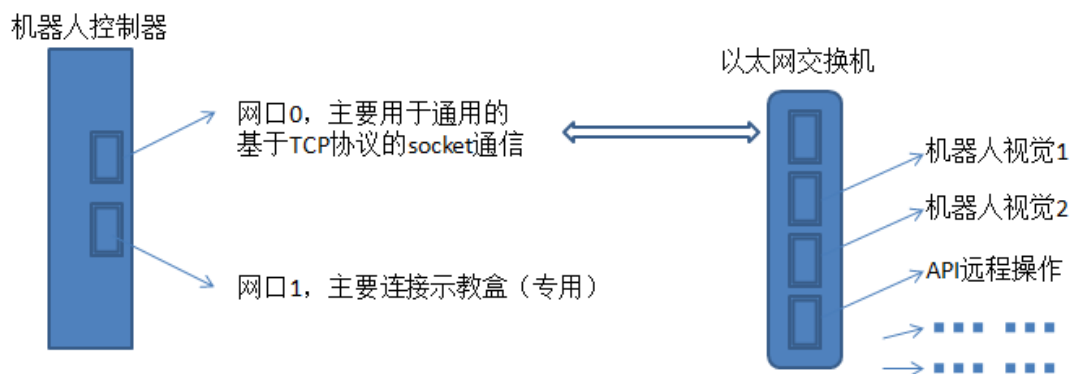 机器人控制器
以太网交换机
网口0，主要用于通用的
基于TCP协议的socket通信
机器人视觉1
机器人视觉2
API远程操作
网口1，主要连接示教盒（专用）